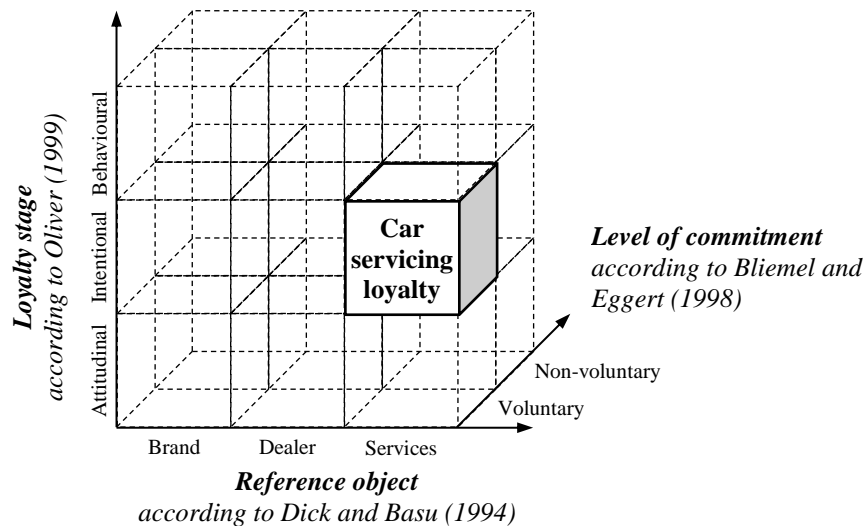 Loyalty stage
according to Oliver (1999)
Behavioural
Intentional
Attitudinal
Car
servicing
loyalty
Level of commitment
according to Bliemel and
Eggert (1998)
Non-voluntary
Voluntary
Brand Dealer Services
Reference object
according to Dick and Basu (1994)